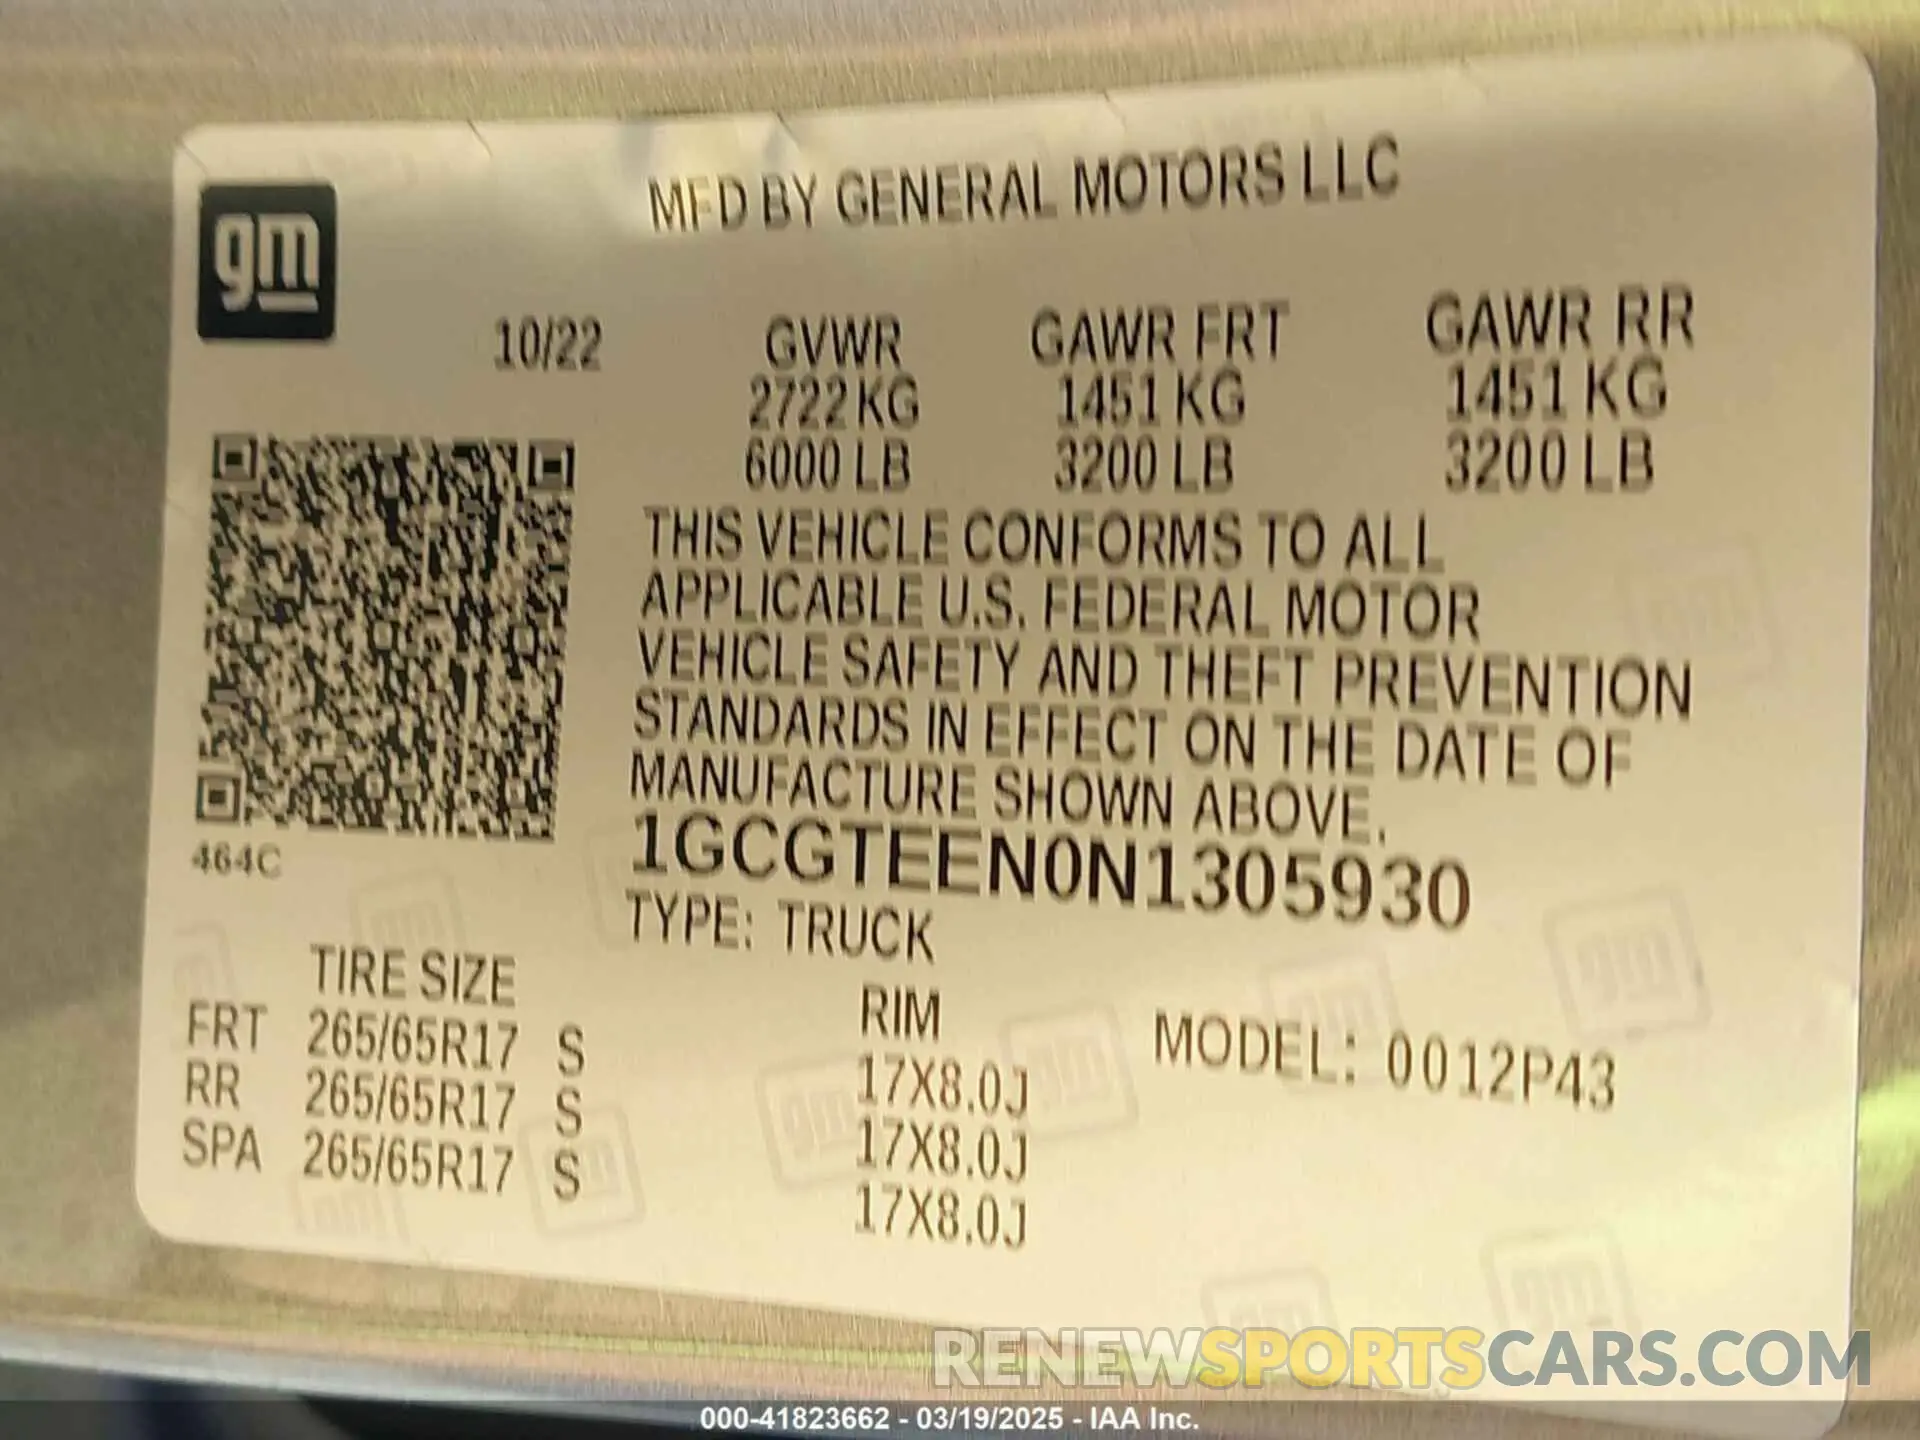 MFD BY GENERAL MOTORS LLC
gm
10/22 GVWR GAWR FRT GAWR RR
2722 KG 1451 KG 1451 KG
6000 LB 3200 LB 3200 LB
THIS VEHICLE CONFORMS TO ALL
APPLICABLE U.S. FEDERAL MOTOR
VEHICLE SAFETY AND THEFT PREVENTION
STANDARDS IN EFFECT ON THE DATE OF
MANUFACTURE SHOWN ABOVE.
464C
1GCGTEEN0N1305930
TYPE: TRUCK
TIRE SIZE RIM
FRT 265/65R17 S 17X8.0J
RR 265/65R17 S 17X8.0J
SPA 265/65R17 S 17X8.0J
MODEL: 0012P43
RENEWSPORTSCARS.COM
000-41823662 - 03/19/2025 - IAA Inc.